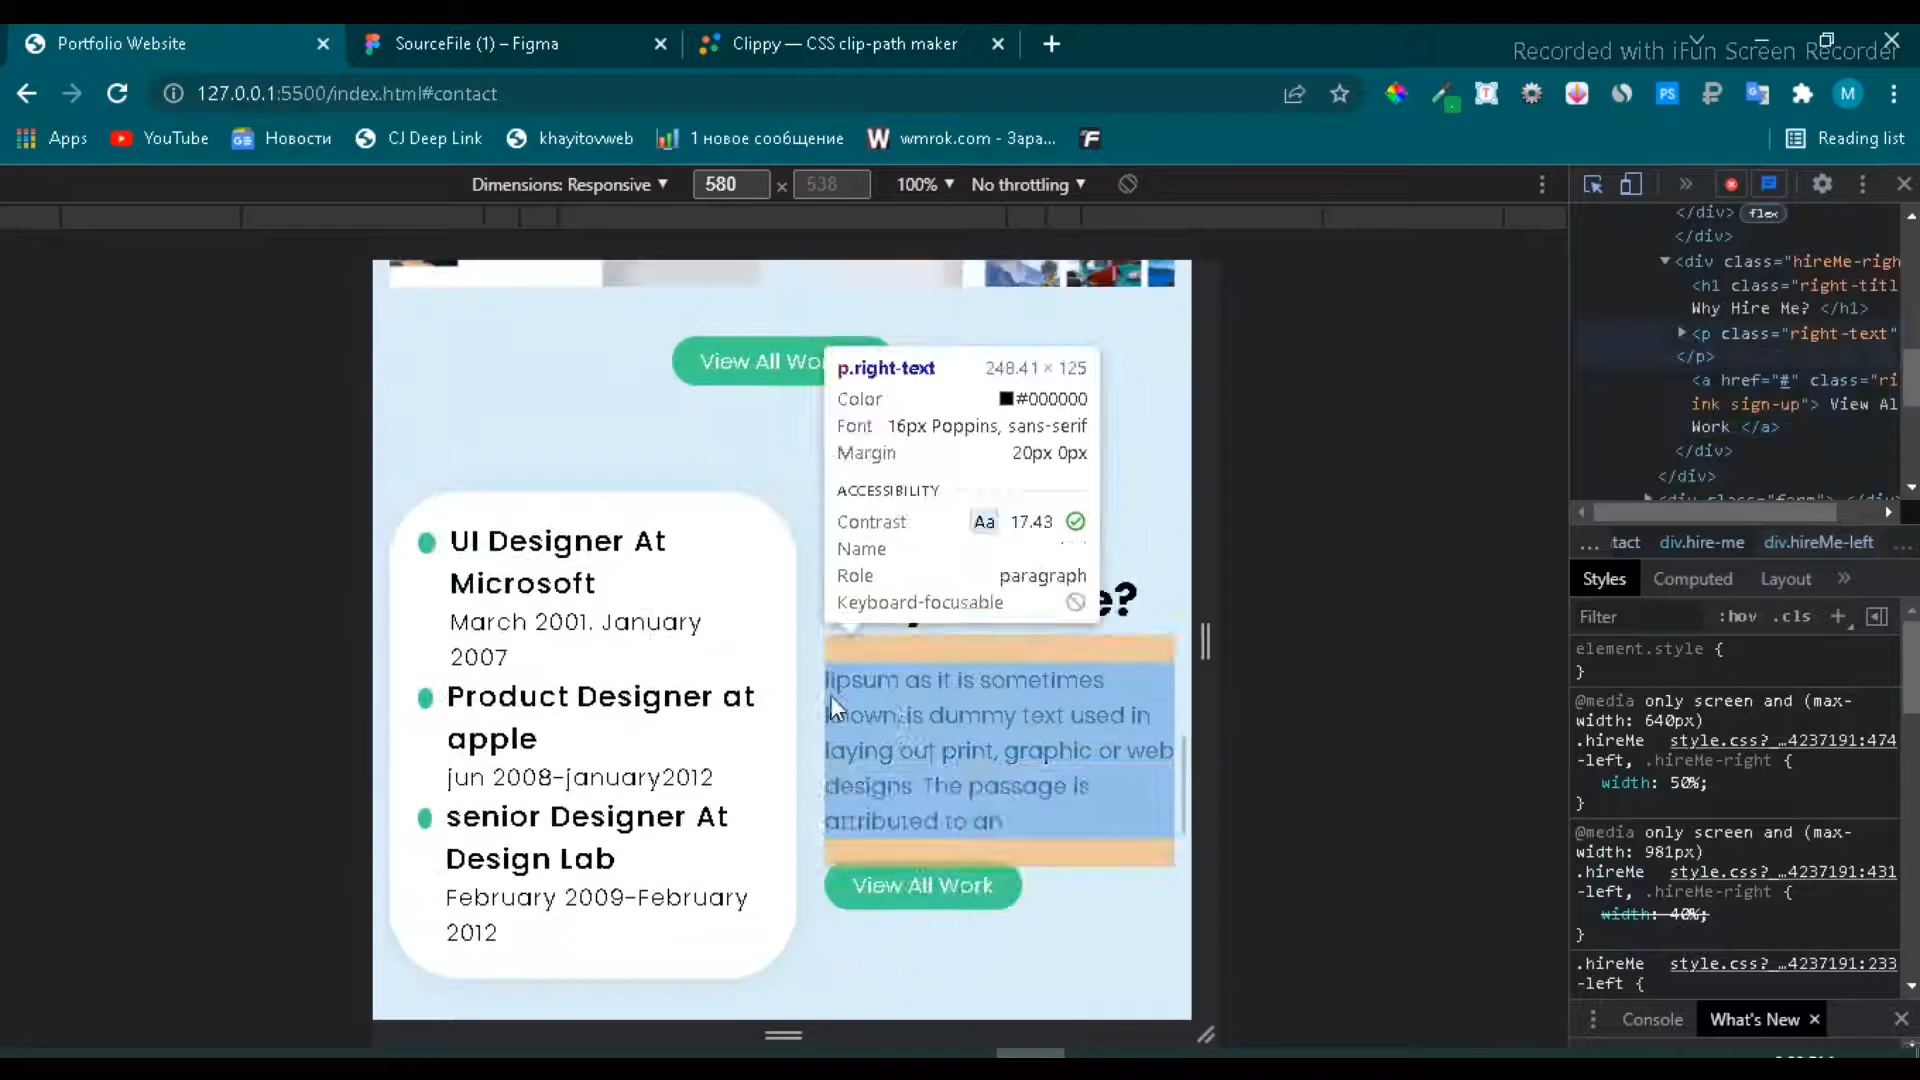 Portfolio Website
SourceFile (1) – Figma
Clippy — CSS clip-path maker
Recorded with iFun Screen Recorder
127.0.0.1:5500/index.html#contact
PS
M
Apps
YouTube
Новости
CJ Deep Link
khayitovweb
1 новое сообщение
wmrok.com - Зара...
Reading list
Dimensions: Responsive
580
×
538
100%
No throttling
View All Wo
p.right-text
248.41 × 125
Color
#000000
Font
16px Poppins, sans-serif
Margin
20px 0px
ACCESSIBILITY
Contrast
Aa
17.43
Name
Role
paragraph
Keyboard-focusable
e?
UI Designer At
Microsoft
March 2001. January
2007
Product Designer at
apple
jun 2008-january2012
senior Designer At
Design Lab
February 2009-February
2012
lipsum as it is sometimes
known, is dummy text used in
laying out print, graphic or web
designs. The passage is
attributed to an
View All Work
</div>
flex
</div>
<div class="hireMe-righ
<h1 class="right-titl
Why Hire Me? </h1>
<p class="right-text"
</p>
<a href="#" class="ri
ink sign-up"> View Al
Work </a>
</div>
</div>
<div class="form"> </div>
... tact
div.hire-me
div.hireMe-left
...
Styles
Computed
Layout
Filter
:hov
.cls
element.style {
}
@media only screen and (max-
width: 640px)
.hireMe
style.css?_…4237191:474
-left, .hireMe-right {
width: 50%;
}
@media only screen and (max-
width: 981px)
.hireMe
style.css?_…4237191:431
-left, .hireMe-right {
width: 40%;
}
.hireMe
style.css?_…4237191:233
-left {
Console
What's New